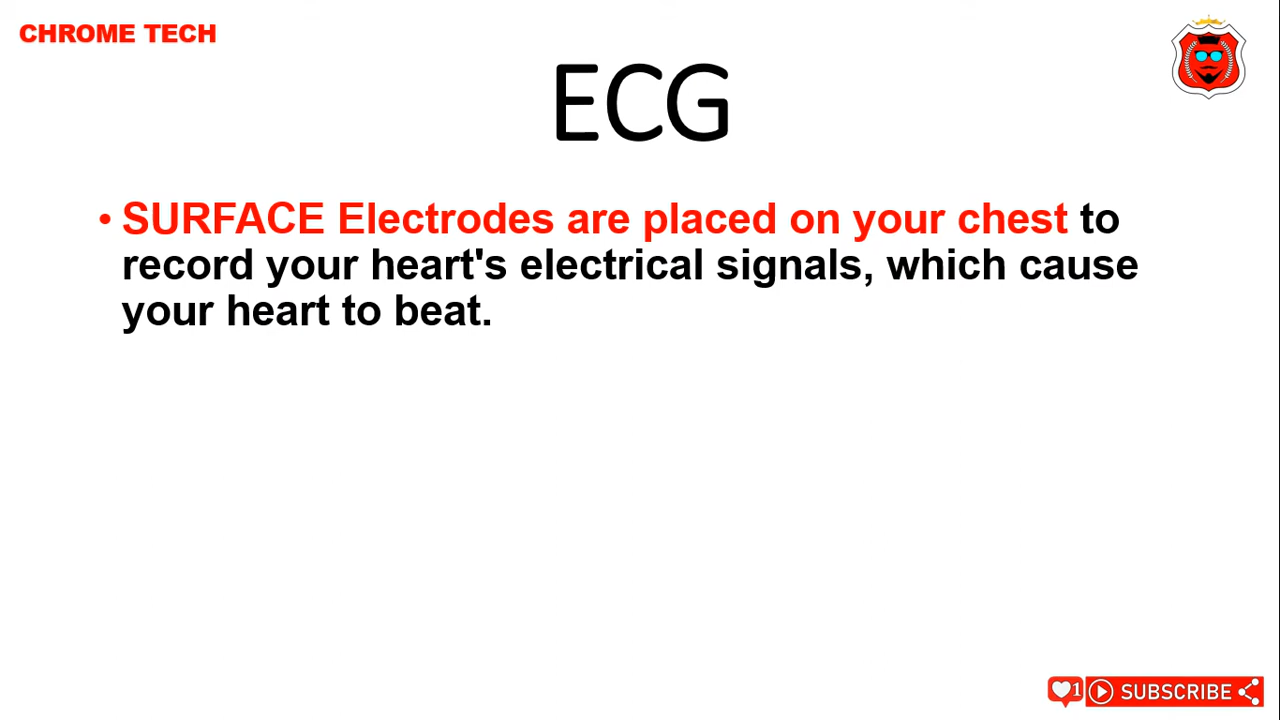 CHROME TECH
ECG
• SURFACE Electrodes are placed on your chest to
record your heart's electrical signals, which cause
your heart to beat.
1 SUBSCRIBE